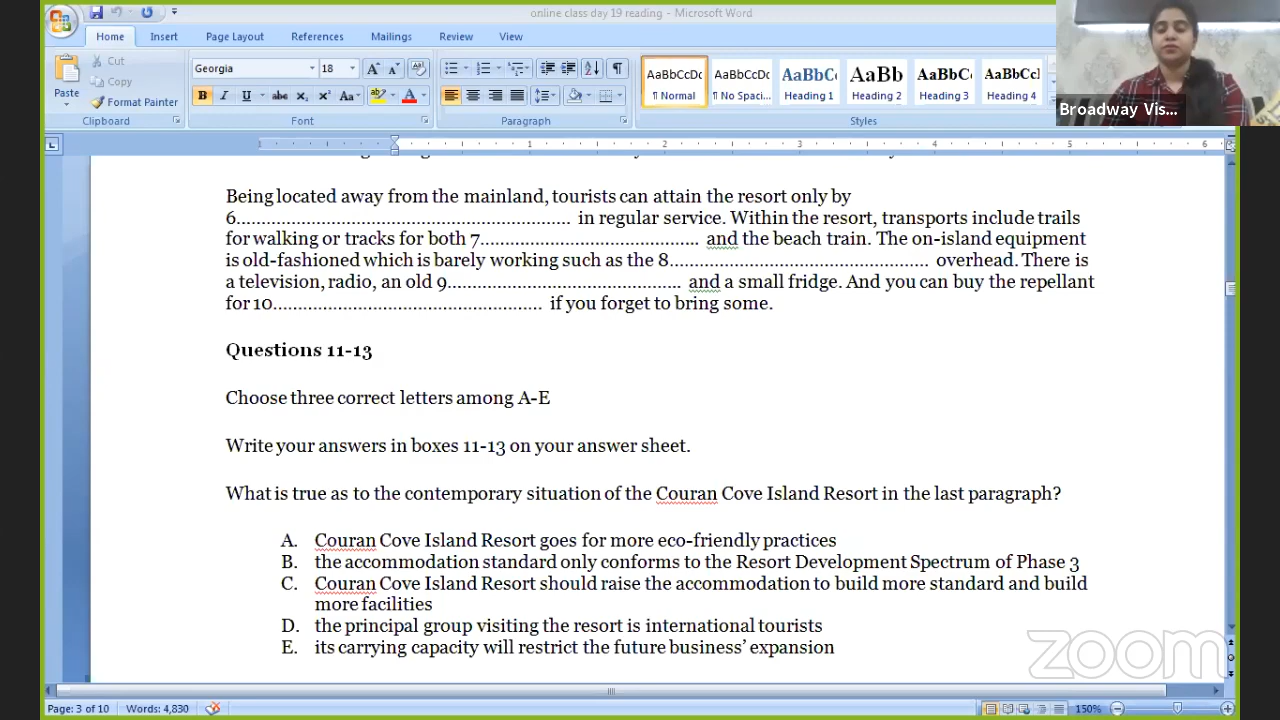 online class day 19 reading - Microsoft Word
Home Insert Page Layout References Mailings Review View
Paste
Cut
Copy
Format Painter
Clipboard
Georgia 18
Font
Paragraph
AaBbCcDc AaBbCcDc AaBbCc AaBb AaBbC AaBbCcI
¶ Normal ¶ No Spaci... Heading 1 Heading 2 Heading 3 Heading 4
Styles
Broadway Vis...
1 1 2 3 4 5 6
Being located away from the mainland, tourists can attain the resort only by
6................................................................... in regular service. Within the resort, transports include trails
for walking or tracks for both 7............................................ and the beach train. The on-island equipment
is old-fashioned which is barely working such as the 8.................................................... overhead. There is
a television, radio, an old 9............................................... and a small fridge. And you can buy the repellant
for 10...................................................... if you forget to bring some.
Questions 11-13
Choose three correct letters among A-E
Write your answers in boxes 11-13 on your answer sheet.
What is true as to the contemporary situation of the Couran Cove Island Resort in the last paragraph?
A. Couran Cove Island Resort goes for more eco-friendly practices
B. the accommodation standard only conforms to the Resort Development Spectrum of Phase 3
C. Couran Cove Island Resort should raise the accommodation to build more standard and build
more facilities
D. the principal group visiting the resort is international tourists
E. its carrying capacity will restrict the future business' expansion
zoom
Page: 3 of 10 Words: 4,830 150%